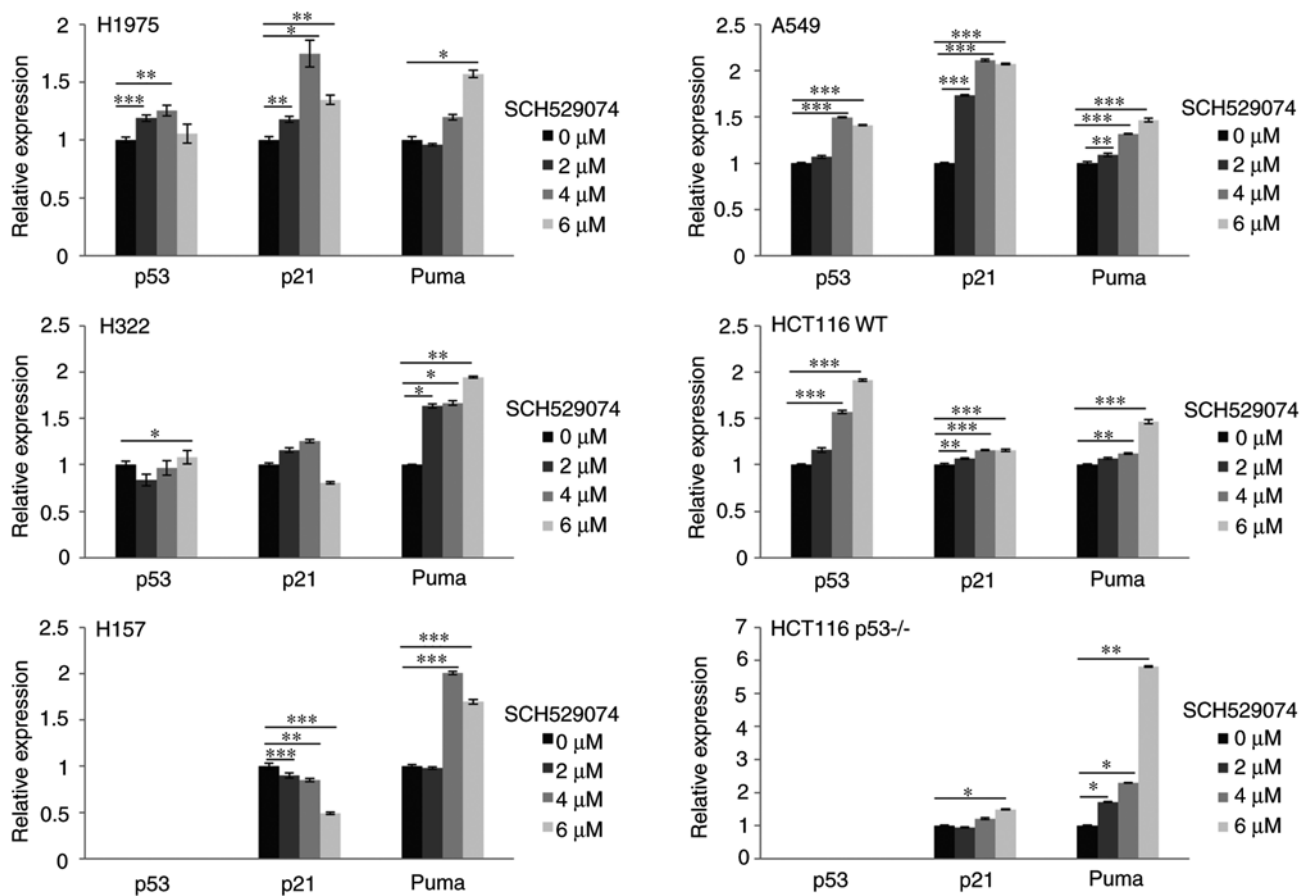 H1975
2
1.5
1
0.5
0
Relative expression
***
**
**
*
**
*
p53
p21
Puma
SCH529074
0 μM
2 μM
4 μM
6 μM
A549
2.5
2
1.5
1
0.5
0
Relative expression
***
***
***
***
***
***
***
**
p53
p21
Puma
SCH529074
0 μM
2 μM
4 μM
6 μM
H322
2.5
2
1.5
1
0.5
0
Relative expression
*
**
*
*
p53
p21
Puma
SCH529074
0 μM
2 μM
4 μM
6 μM
HCT116 WT
2.5
2
1.5
1
0.5
0
Relative expression
***
***
***
***
**
***
**
p53
p21
Puma
SCH529074
0 μM
2 μM
4 μM
6 μM
H157
2.5
2
1.5
1
0.5
0
Relative expression
***
**
***
***
***
p53
p21
Puma
SCH529074
0 μM
2 μM
4 μM
6 μM
HCT116 p53-/-
7
6
5
4
3
2
1
0
Relative expression
*
**
*
*
p53
p21
Puma
SCH529074
0 μM
2 μM
4 μM
6 μM